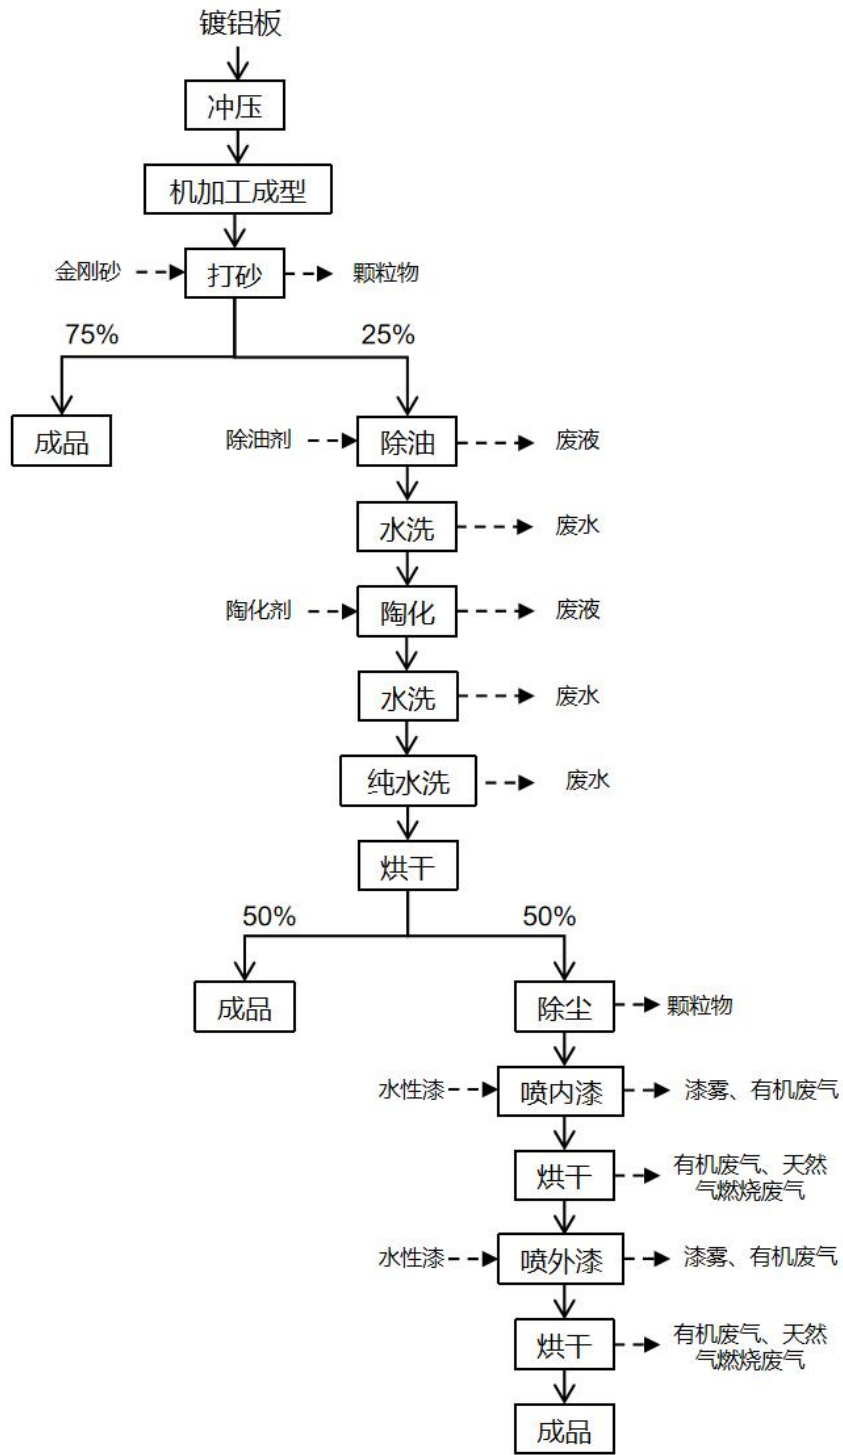 镀铝板
冲压
机加工成型
金刚砂
打砂
颗粒物
75%
25%
成品
除油剂
除油
废液
水洗
废水
陶化剂
陶化
废液
水洗
废水
纯水洗
废水
烘干
50%
50%
成品
除尘
颗粒物
水性漆
喷内漆
漆雾、有机废气
烘干
有机废气、天然
气燃烧废气
水性漆
喷外漆
漆雾、有机废气
烘干
有机废气、天然
气燃烧废气
成品